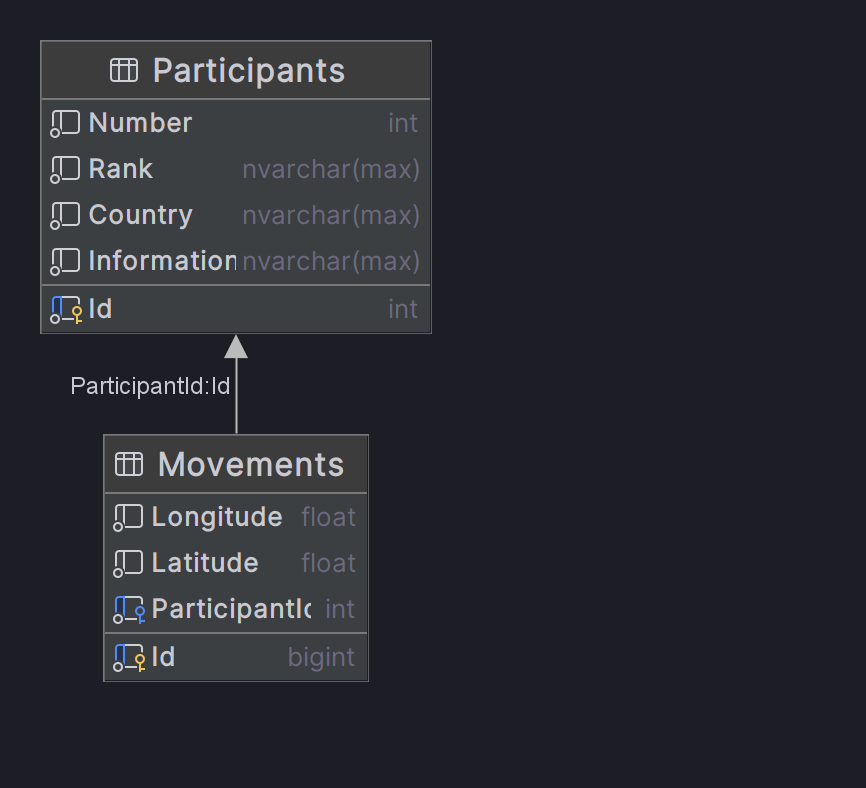 Participants
Number int
Rank nvarchar(max)
Country nvarchar(max)
Information nvarchar(max)
Id int
ParticipantId:Id
Movements
Longitude float
Latitude float
ParticipantId int
Id bigint